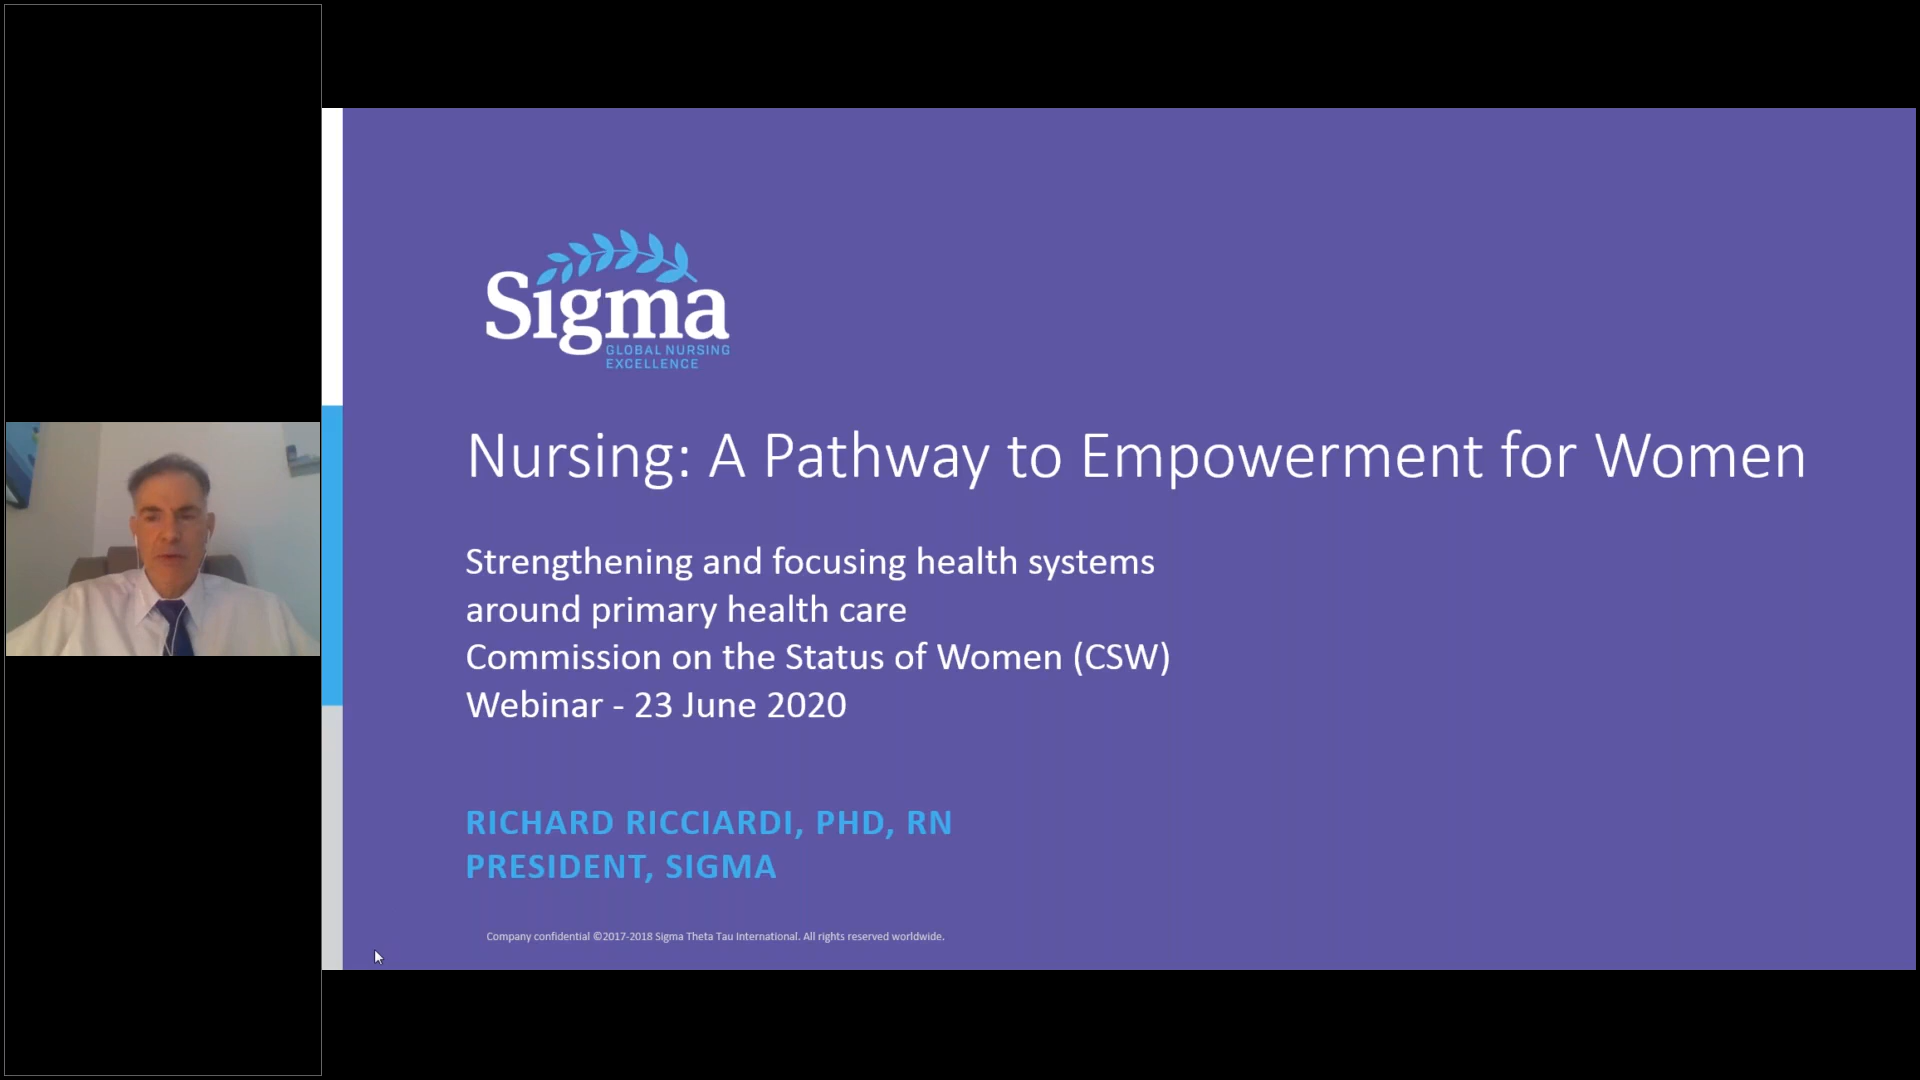 Sigma
GLOBAL NURSING
EXCELLENCE
Nursing: A Pathway to Empowerment for Women
Strengthening and focusing health systems
around primary health care
Commission on the Status of Women (CSW)
Webinar - 23 June 2020
RICHARD RICCIARDI, PHD, RN
PRESIDENT, SIGMA
Company confidential ©2017-2018 Sigma Theta Tau International. All rights reserved worldwide.